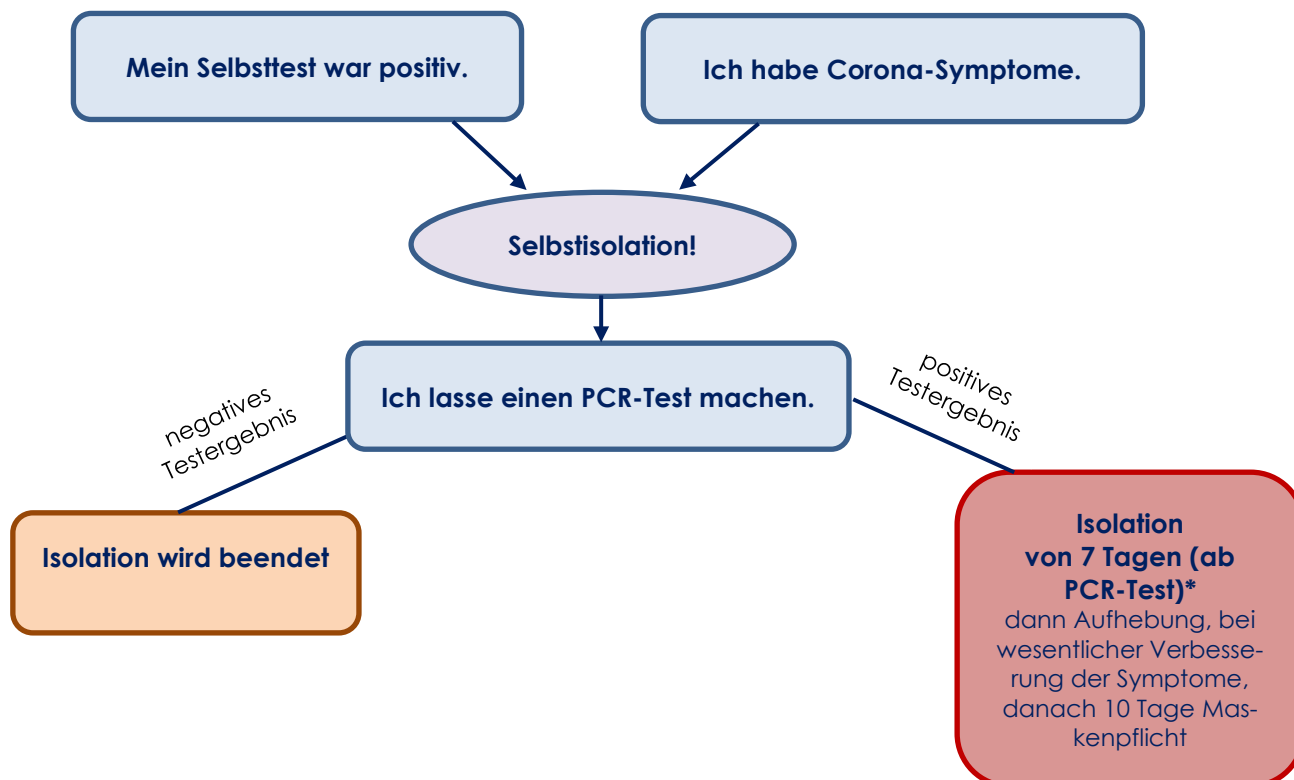 Mein Selbsttest war positiv.
Ich habe Corona-Symptome.
Selbstisolation!
Ich lasse einen PCR-Test machen.
negatives
Testergebnis
positives
Testergebnis
Isolation wird beendet
Isolation
von 7 Tagen (ab
PCR-Test)*
dann Aufhebung, bei
wesentlicher Verbesse-
rung der Symptome,
danach 10 Tage Mas-
kenpflicht